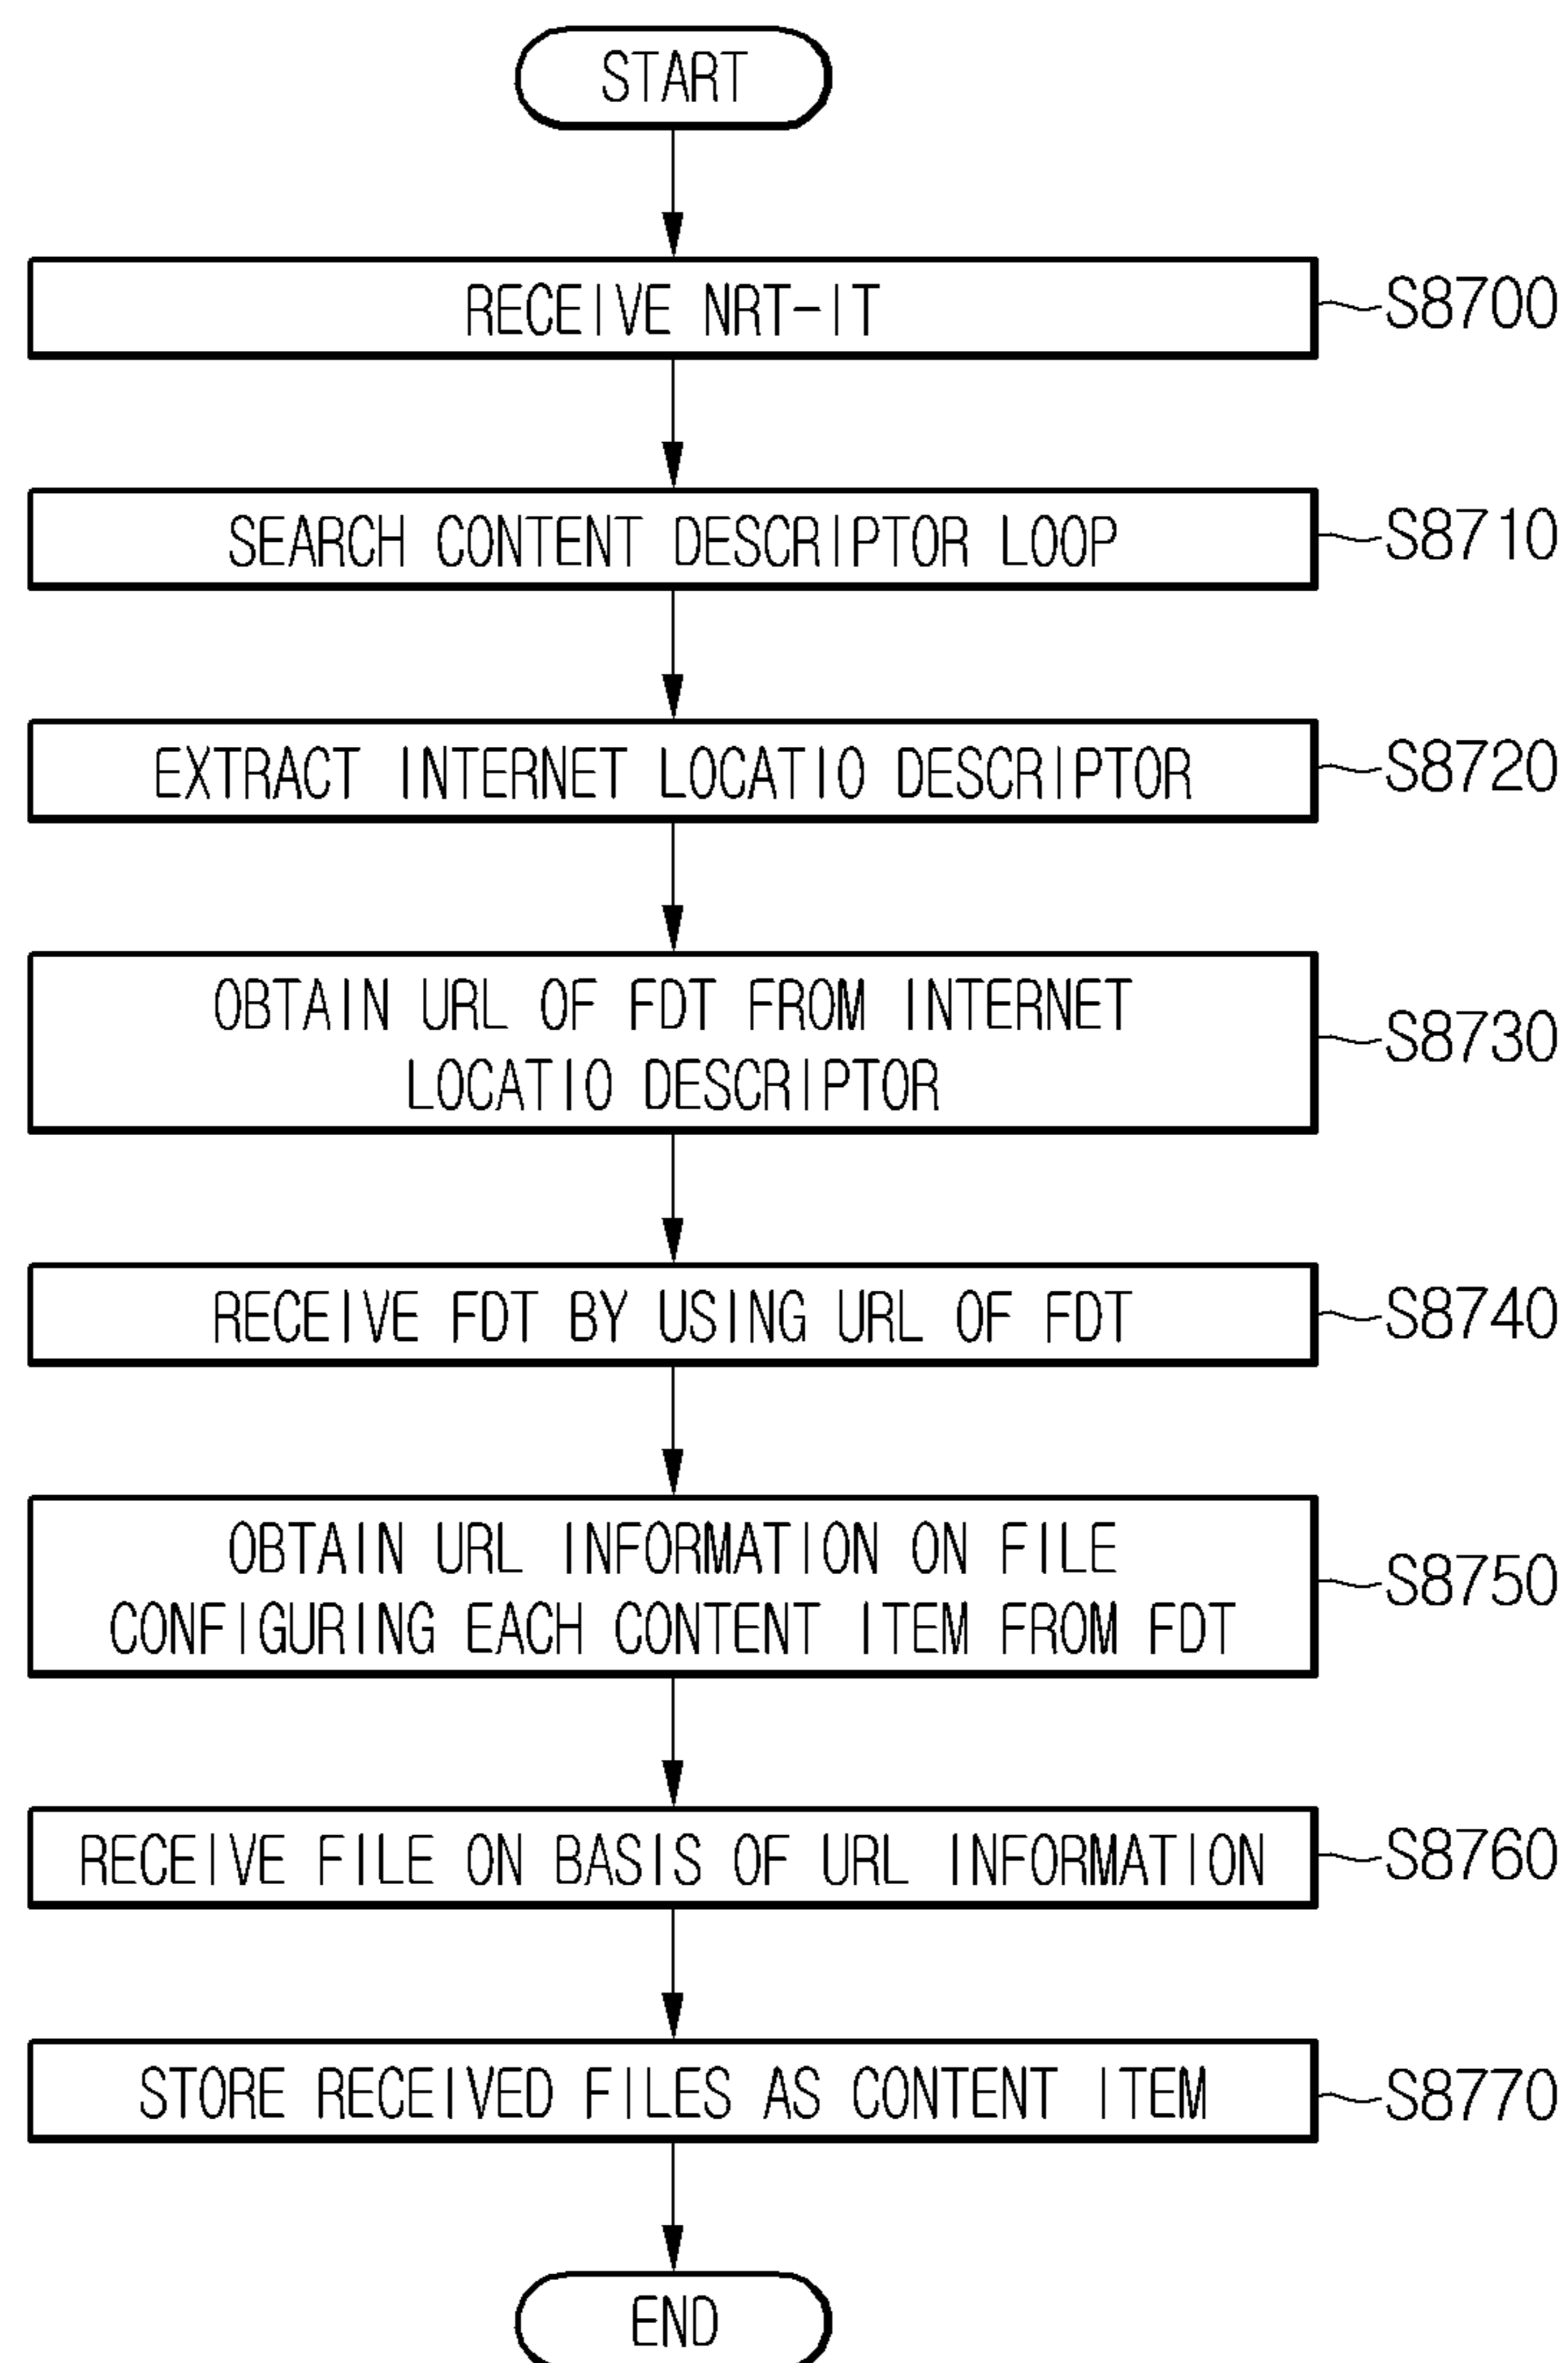 START
RECEIVE NRT-IT
S8700
SEARCH CONTENT DESCRIPTOR LOOP
S8710
EXTRACT INTERNET LOCATIO DESCRIPTOR
S8720
OBTAIN URL OF FDT FROM INTERNET
LOCATIO DESCRIPTOR
S8730
RECEIVE FDT BY USING URL OF FDT
S8740
OBTAIN URL INFORMATION ON FILE
CONFIGURING EACH CONTENT ITEM FROM FDT
S8750
RECEIVE FILE ON BASIS OF URL INFORMATION
S8760
STORE RECEIVED FILES AS CONTENT ITEM
S8770
END